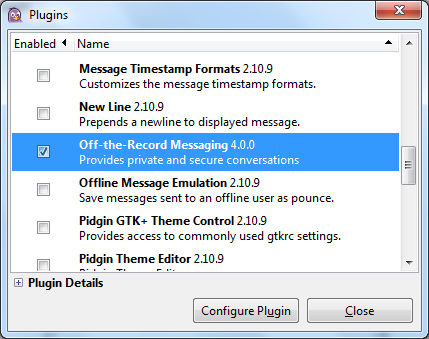 Plugins
Enabled Name
Message Timestamp Formats 2.10.9
Customizes the message timestamp formats.
New Line 2.10.9
Prepends a newline to displayed message.
Off-the-Record Messaging 4.0.0
Provides private and secure conversations
Offline Message Emulation 2.10.9
Save messages sent to an offline user as pounce.
Pidgin GTK+ Theme Control 2.10.9
Provides access to commonly used gtkrc settings.
Pidgin Theme Editor 2.10.9
Pidgin Theme Editor.
Plugin Details
Configure Plugin Close